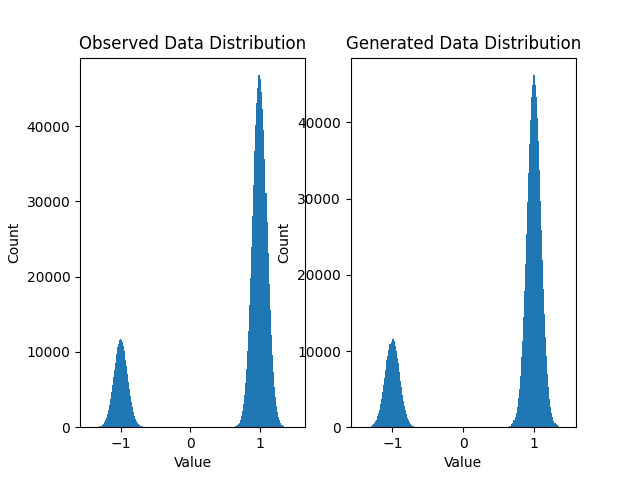 Observed Data Distribution
Count
40000
30000
20000
10000
0
−1
0
1
Value
Generated Data Distribution
Count
40000
30000
20000
10000
0
−1
0
1
Value